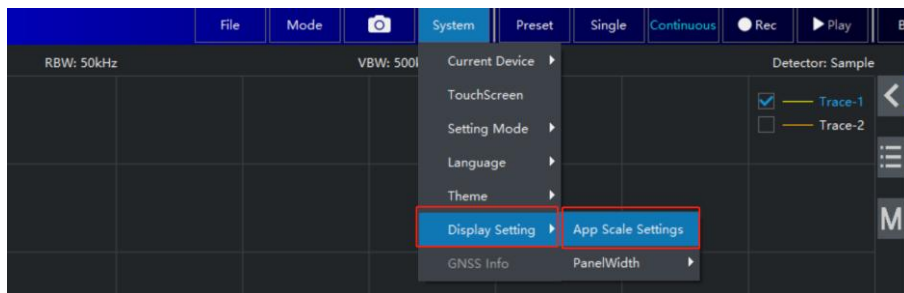 File Mode System Preset Single Continuous Rec Play
RBW: 50kHz VBW: 500 Detector: Sample
Current Device
TouchScreen
Setting Mode
Language
Theme
Display Setting
GNSS Info
App Scale Settings
PanelWidth
Trace-1
Trace-2
M